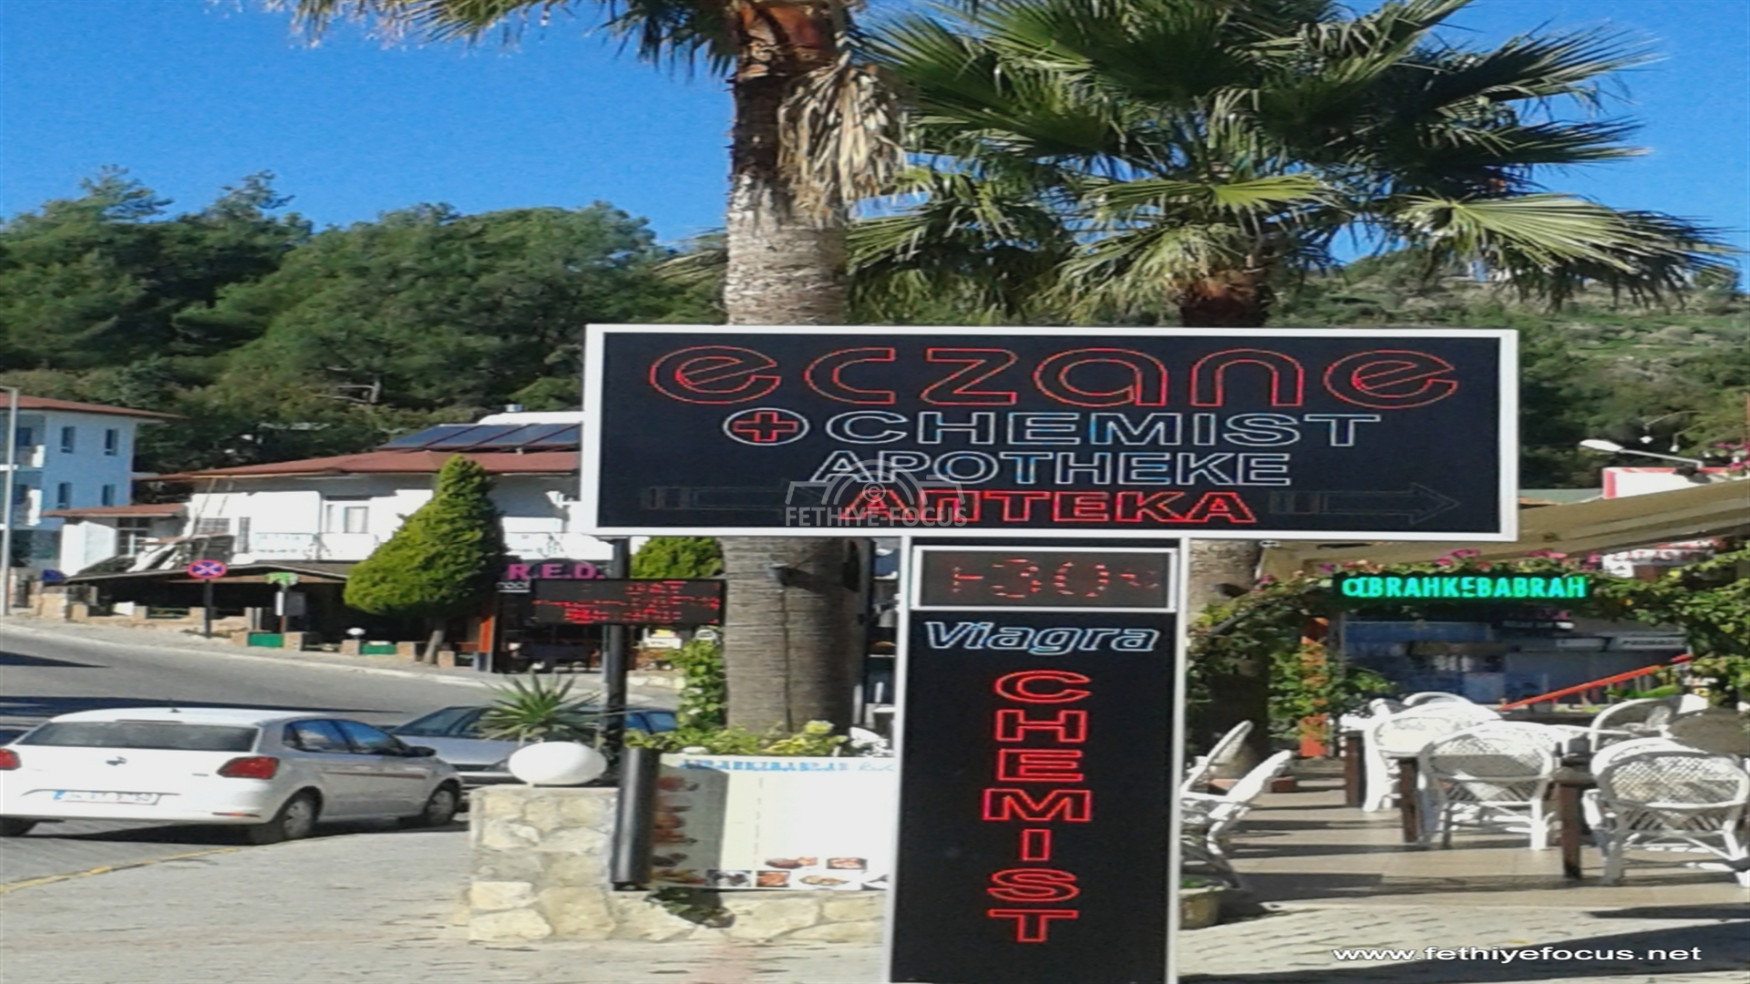 eczane
CHEMIST
APOTHEKE
АПТЕКА
FETHIYE-FOCUS
R.E.D.
+30°
Viagra
CHEMIST
www.fethiyefocus.net